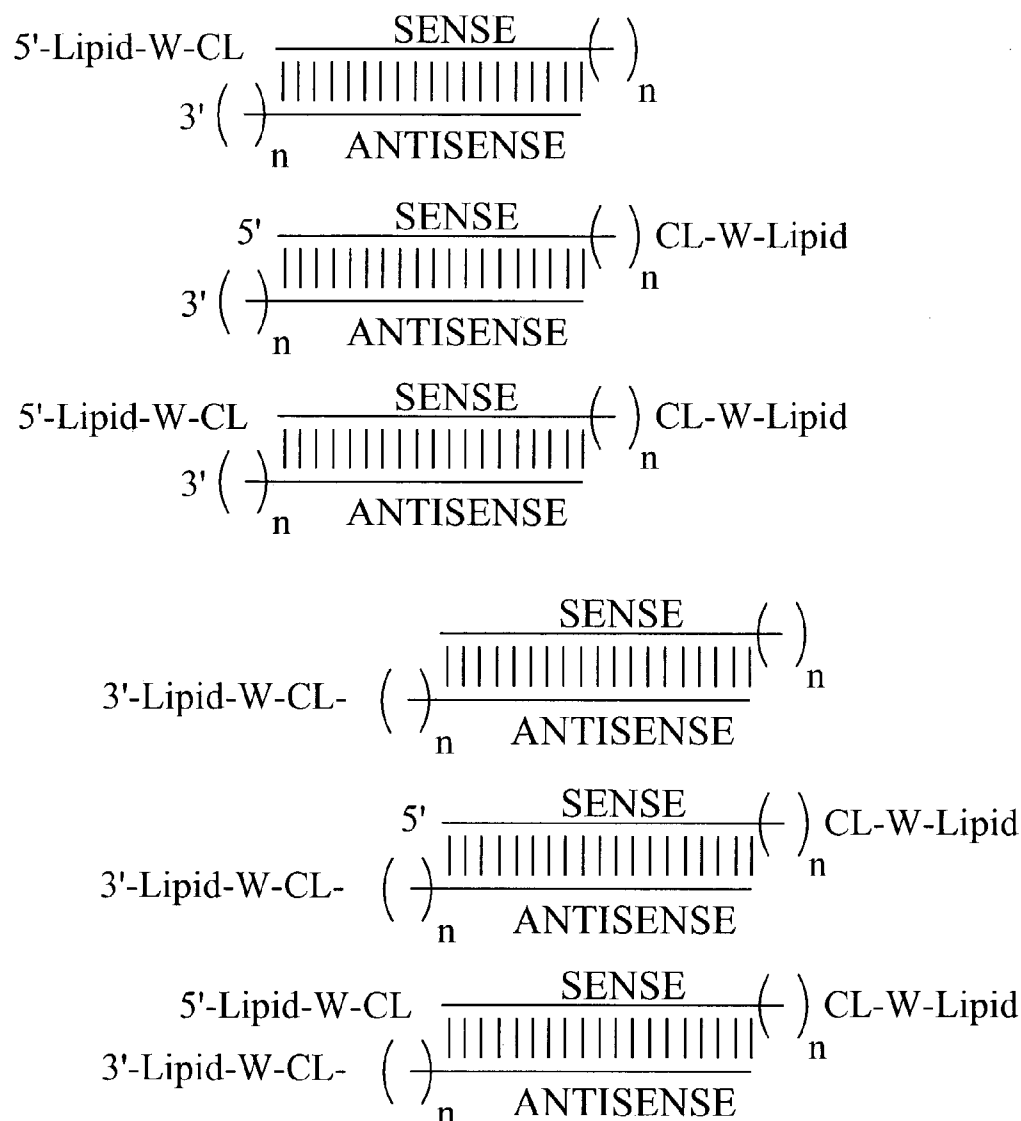 SENSE
5'-Lipid-W-CL ( )n
3' ( )n
ANTISENSE
SENSE
5' ( )n CL-W-Lipid
3' ( )n
ANTISENSE
SENSE
5'-Lipid-W-CL ( )n CL-W-Lipid
3' ( )n
ANTISENSE
SENSE
( )n
3'-Lipid-W-CL- ( )n
ANTISENSE
SENSE
5' ( )n CL-W-Lipid
3'-Lipid-W-CL- ( )n
ANTISENSE
SENSE
5'-Lipid-W-CL ( )n CL-W-Lipid
3'-Lipid-W-CL- ( )n
ANTISENSE